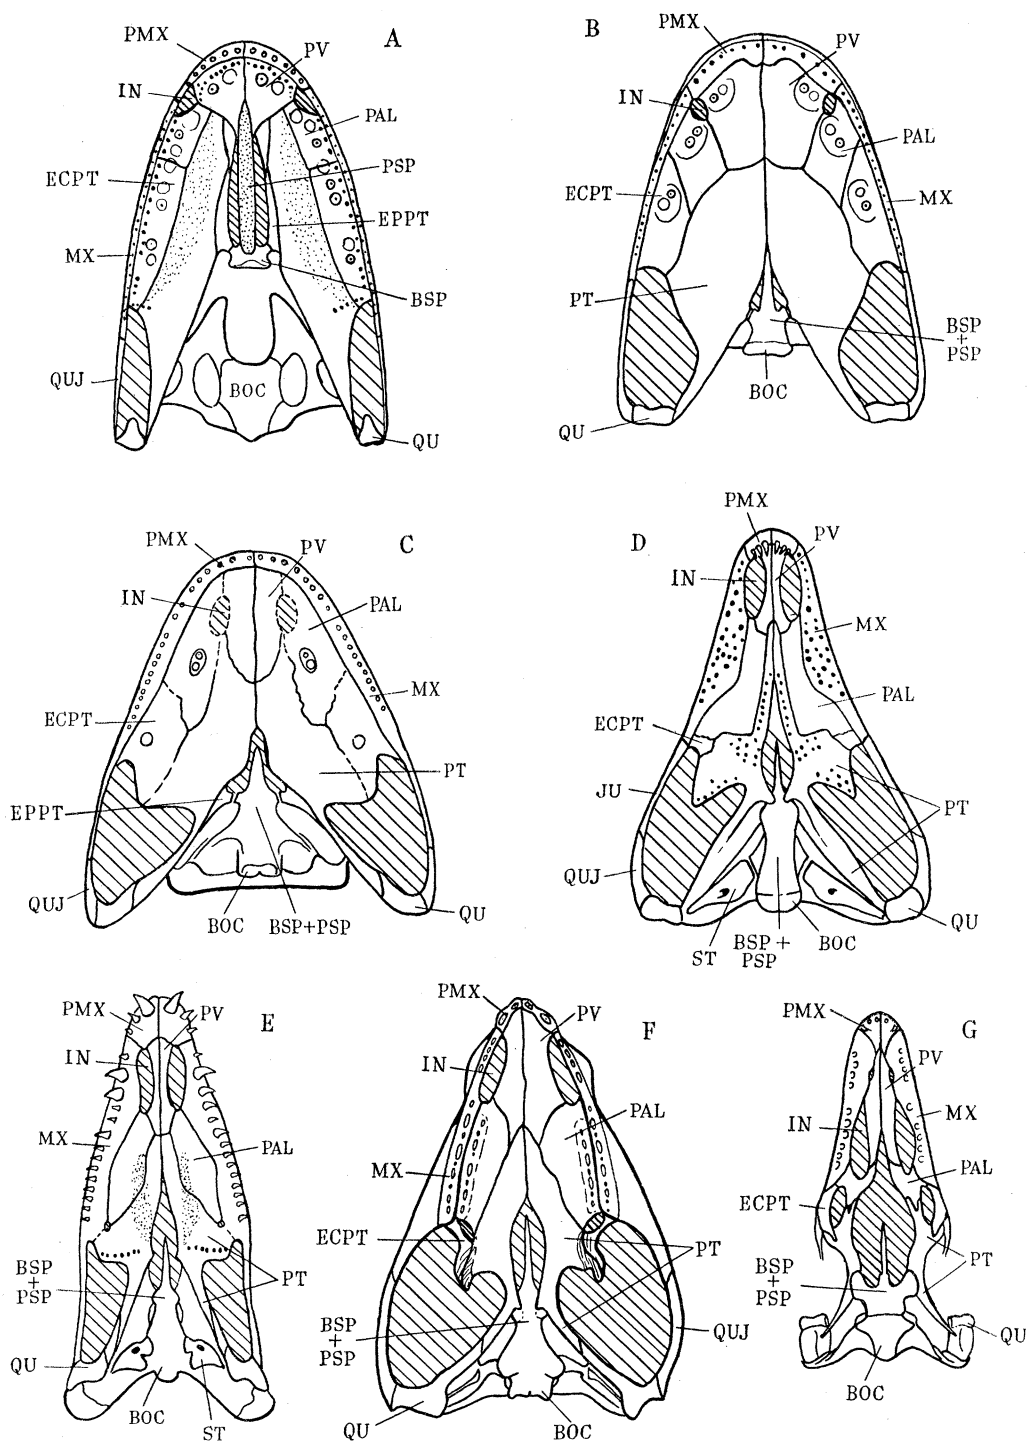 A
PMX
PV
IN
PAL
ECPT
PSP
EPPT
MX
BSP
QUJ
BOC
QU
B
PMX
PV
IN
PAL
ECPT
MX
PT
BSP
+
PSP
BOC
QU
C
PMX
PV
IN
PAL
ECPT
MX
PT
EPPT
QUJ
BOC
BSP+PSP
QU
D
PMX
PV
IN
MX
PAL
ECPT
JU
PT
QUJ
ST
BSP +
PSP
BOC
QU
E
PMX
PV
IN
MX
PAL
BSP
+
PSP
PT
QU
BOC
ST
F
PMX
PV
IN
PAL
MX
ECPT
PT
BSP
+
PSP
QUJ
QU
BOC
G
PMX
PV
MX
IN
PAL
ECPT
PT
BSP
+
PSP
QU
BOC